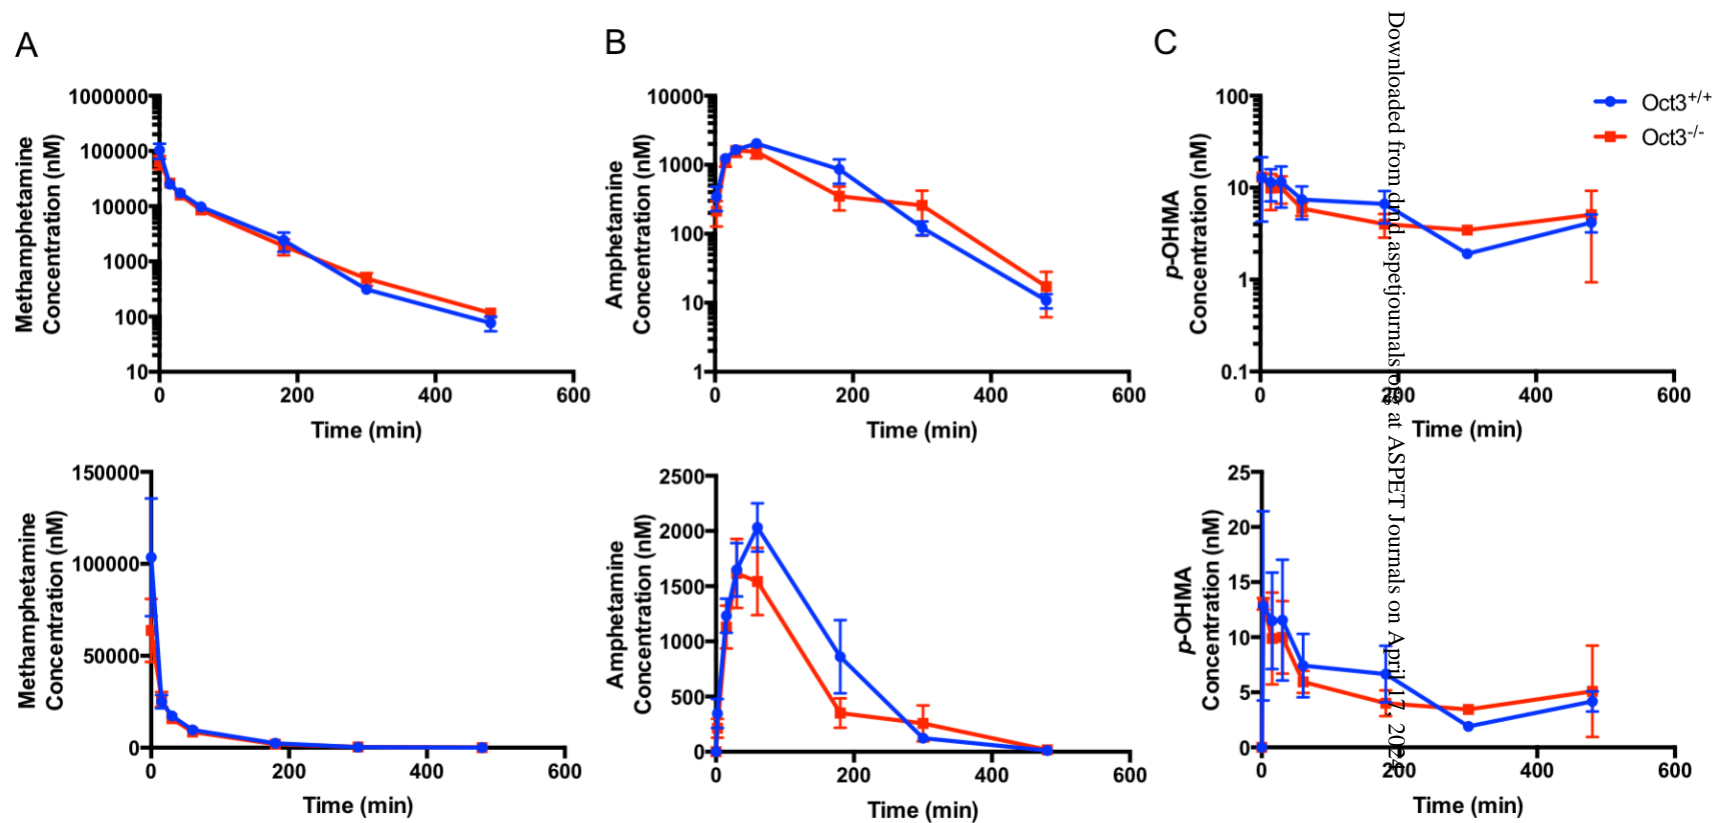 A
B
C
Oct3+/+
Oct3-/-
Methamphetamine
Concentration (nM)
1000000
100000
10000
1000
100
10
0
200
400
600
Time (min)
Amphetamine
Concentration (nM)
10000
1000
100
10
1
0
200
400
600
Time (min)
p-OHMA
Concentration (nM)
100
10
1
0.1
0
200
400
600
Time (min)
Methamphetamine
Concentration (nM)
150000
100000
50000
0
0
200
400
600
Time (min)
Amphetamine
Concentration (nM)
2500
2000
1500
1000
500
0
0
200
400
600
Time (min)
p-OHMA
Concentration (nM)
25
20
15
10
5
0
0
200
400
600
Time (min)
Downloaded from dmd.aspetjournals.org at ASPET Journals on April 17, 2024